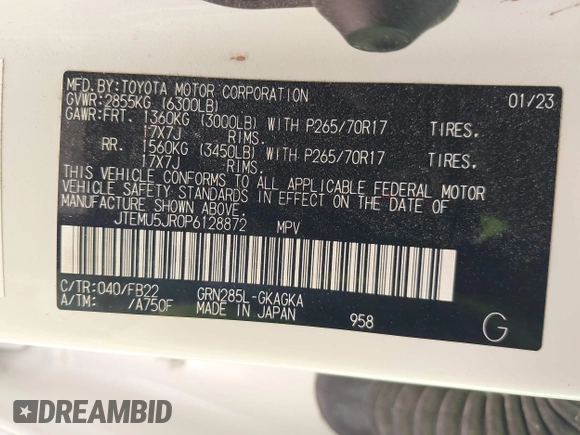 MFD.BY:TOYOTA MOTOR CORPORATION 01/23
GVWR:2855KG (6300LB)
GAWR:FRT. 1360KG (3000LB) WITH P265/70R17 TIRES.
17X7J RIMS.
RR. 1560KG (3450LB) WITH P265/70R17 TIRES.
17X7J RIMS.
THIS VEHICLE CONFORMS TO ALL APPLICABLE FEDERAL MOTOR
VEHICLE SAFETY STANDARDS IN EFFECT ON THE DATE OF
MANUFACTURE SHOWN ABOVE.
JTEMU5JR0P6128872 MPV
C/TR:040/FB22 GRN285L-GKAGKA
A/TM: /A750F MADE IN JAPAN 958 G
DREAMBID